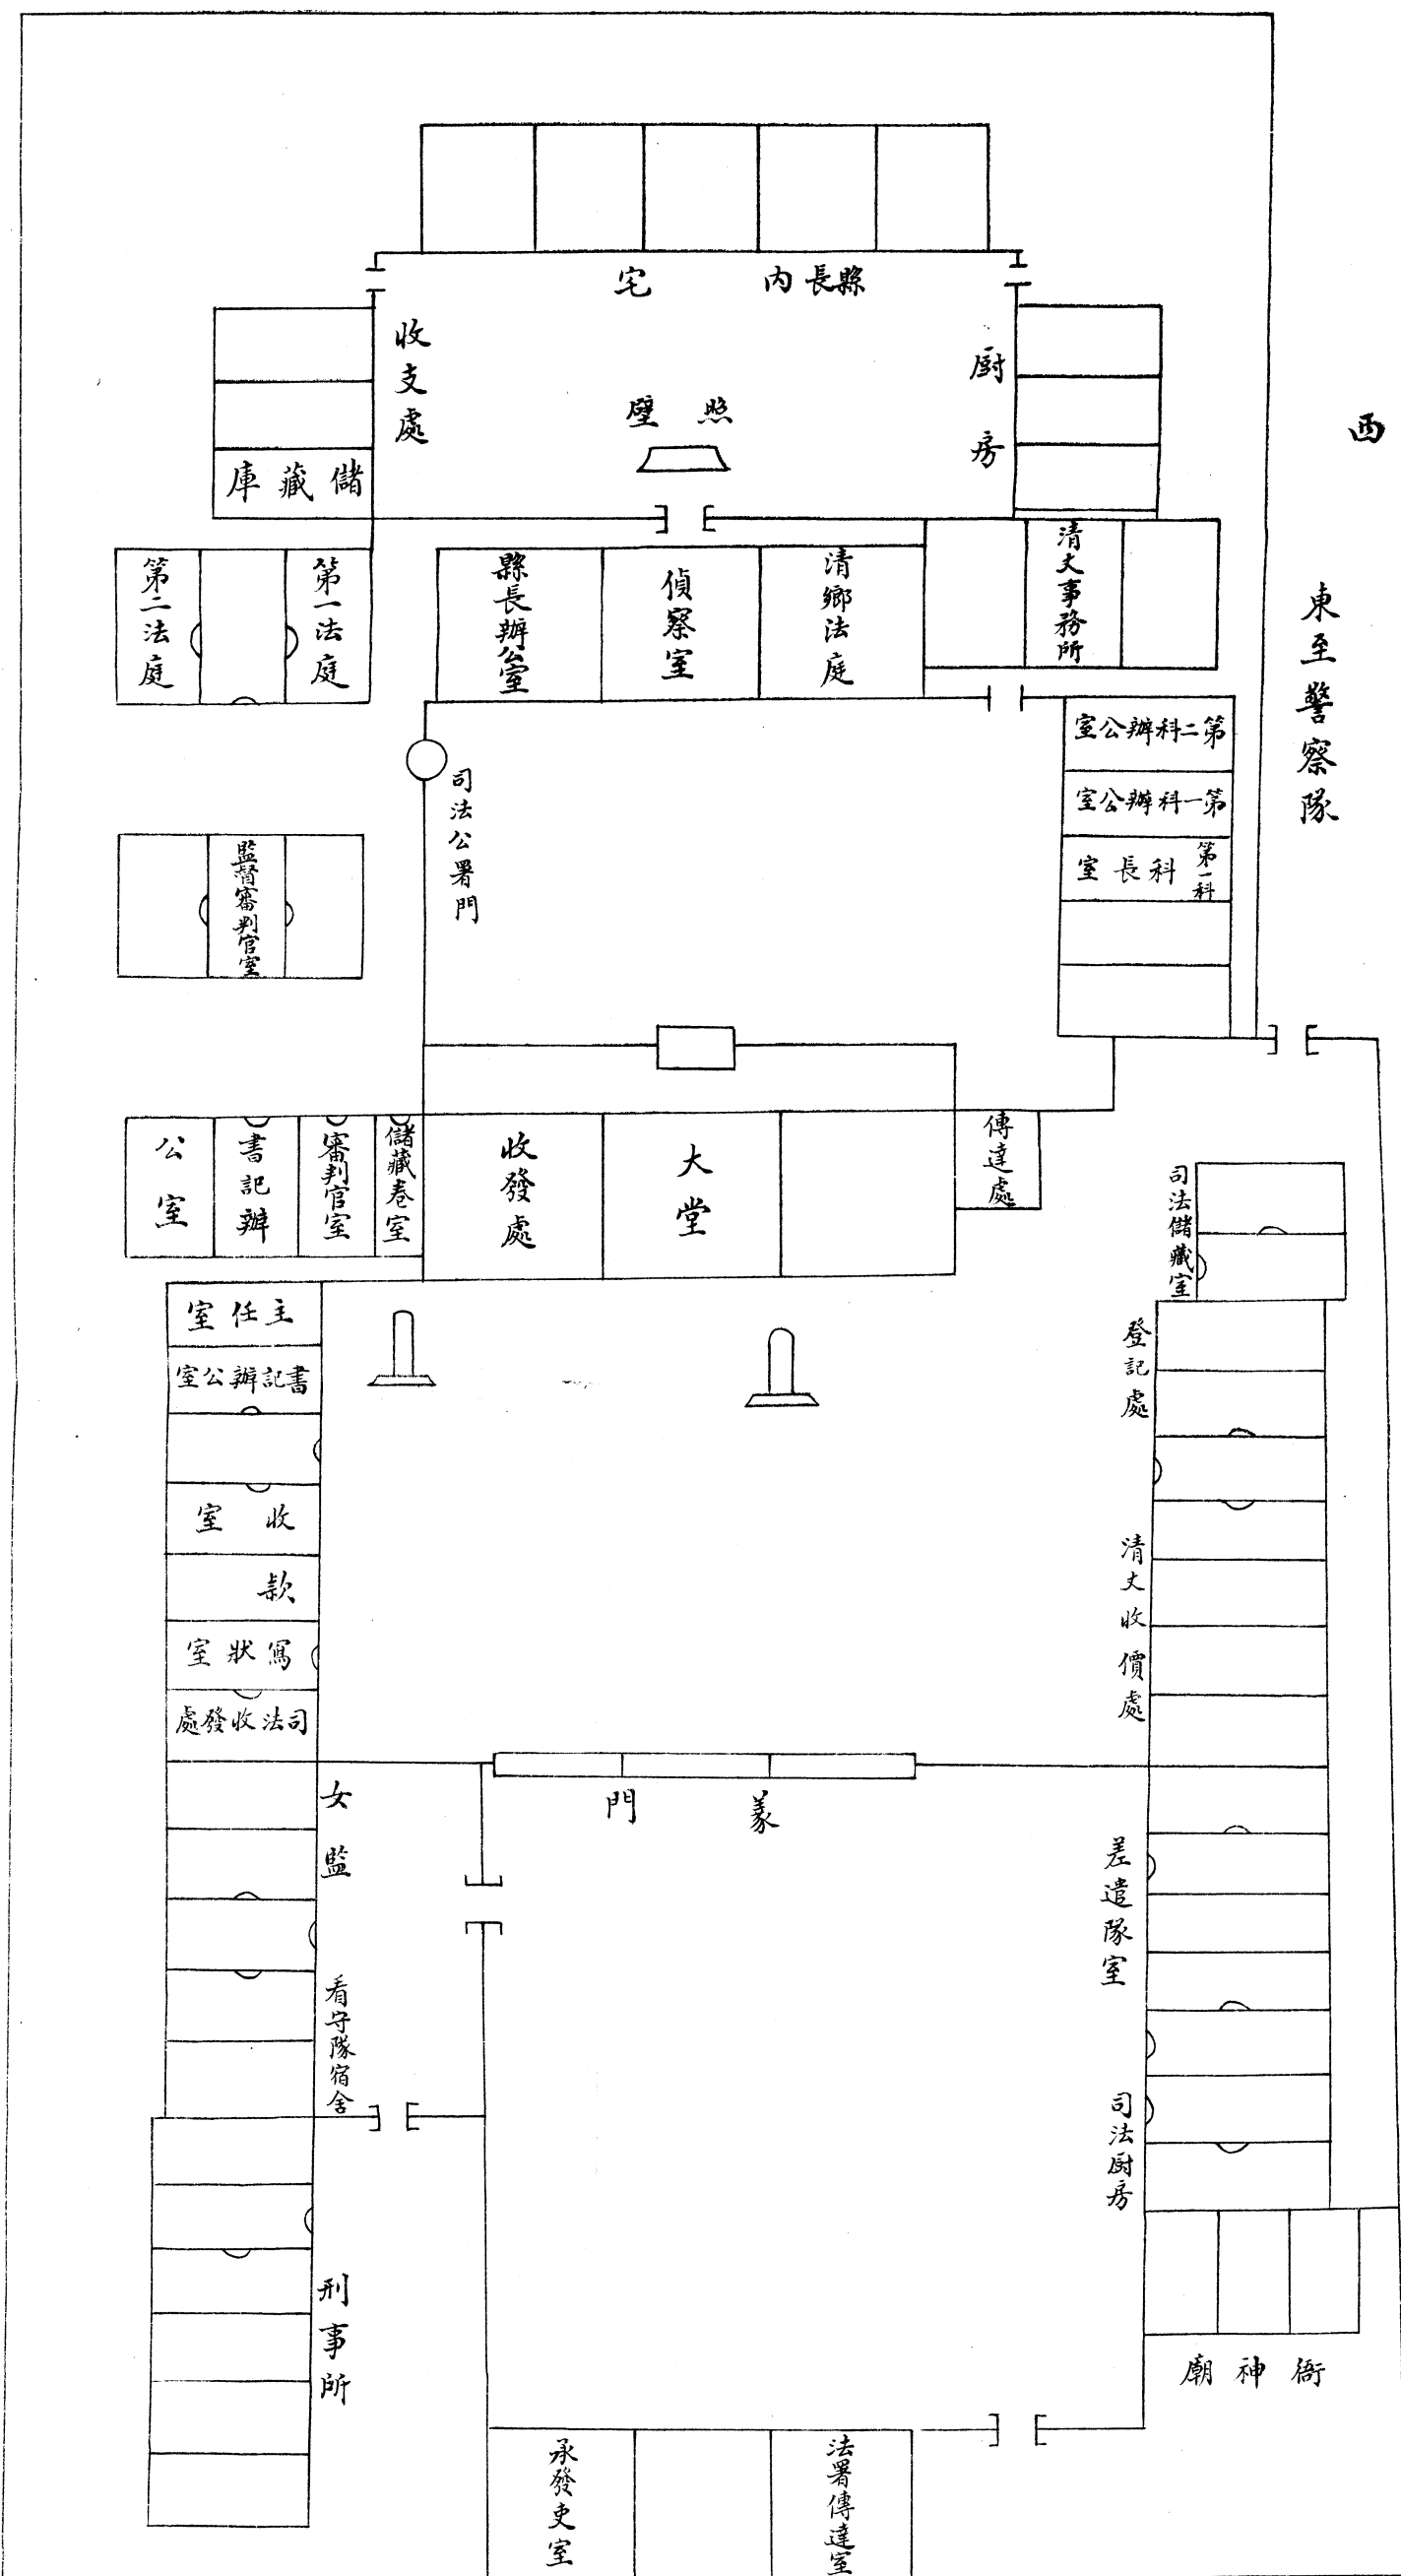 縣長內宅
收支處
厨房
照壁
儲藏庫
西
東至警察隊
第一法庭
第二法庭
縣長辦公室
偵察室
清鄉法庭
清丈事務所
第二科辦公室
第一科辦公室
第一科科長室
司法公署門
監督審判官室
儲藏卷室
審判官室
書記辦
公室
收發處
大堂
傳達處
司法儲藏室
登記處
主任室
書記辦公室
收室
款
寫狀室
司法收發處
清丈收價處
門
女監
看守隊宿舍
差遣隊室
司法厨房
刑事所
衙神廟
承發吏室
法署傳達室